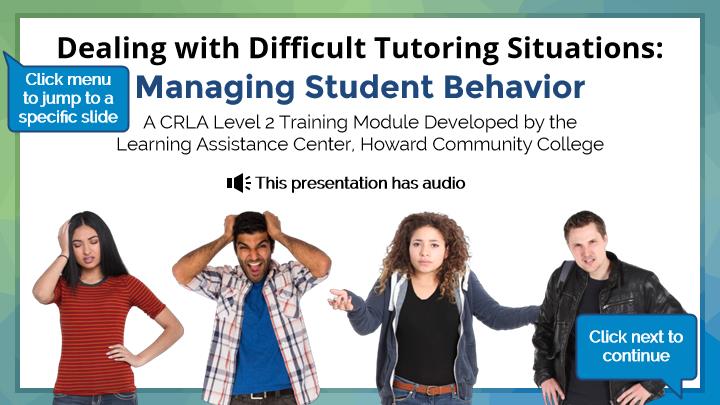 Dealing with Difficult Tutoring Situations:
Managing Student Behavior
Click menu
to jump to a
specific slide
A CRLA Level 2 Training Module Developed by the
Learning Assistance Center, Howard Community College
This presentation has audio
Click next to
continue